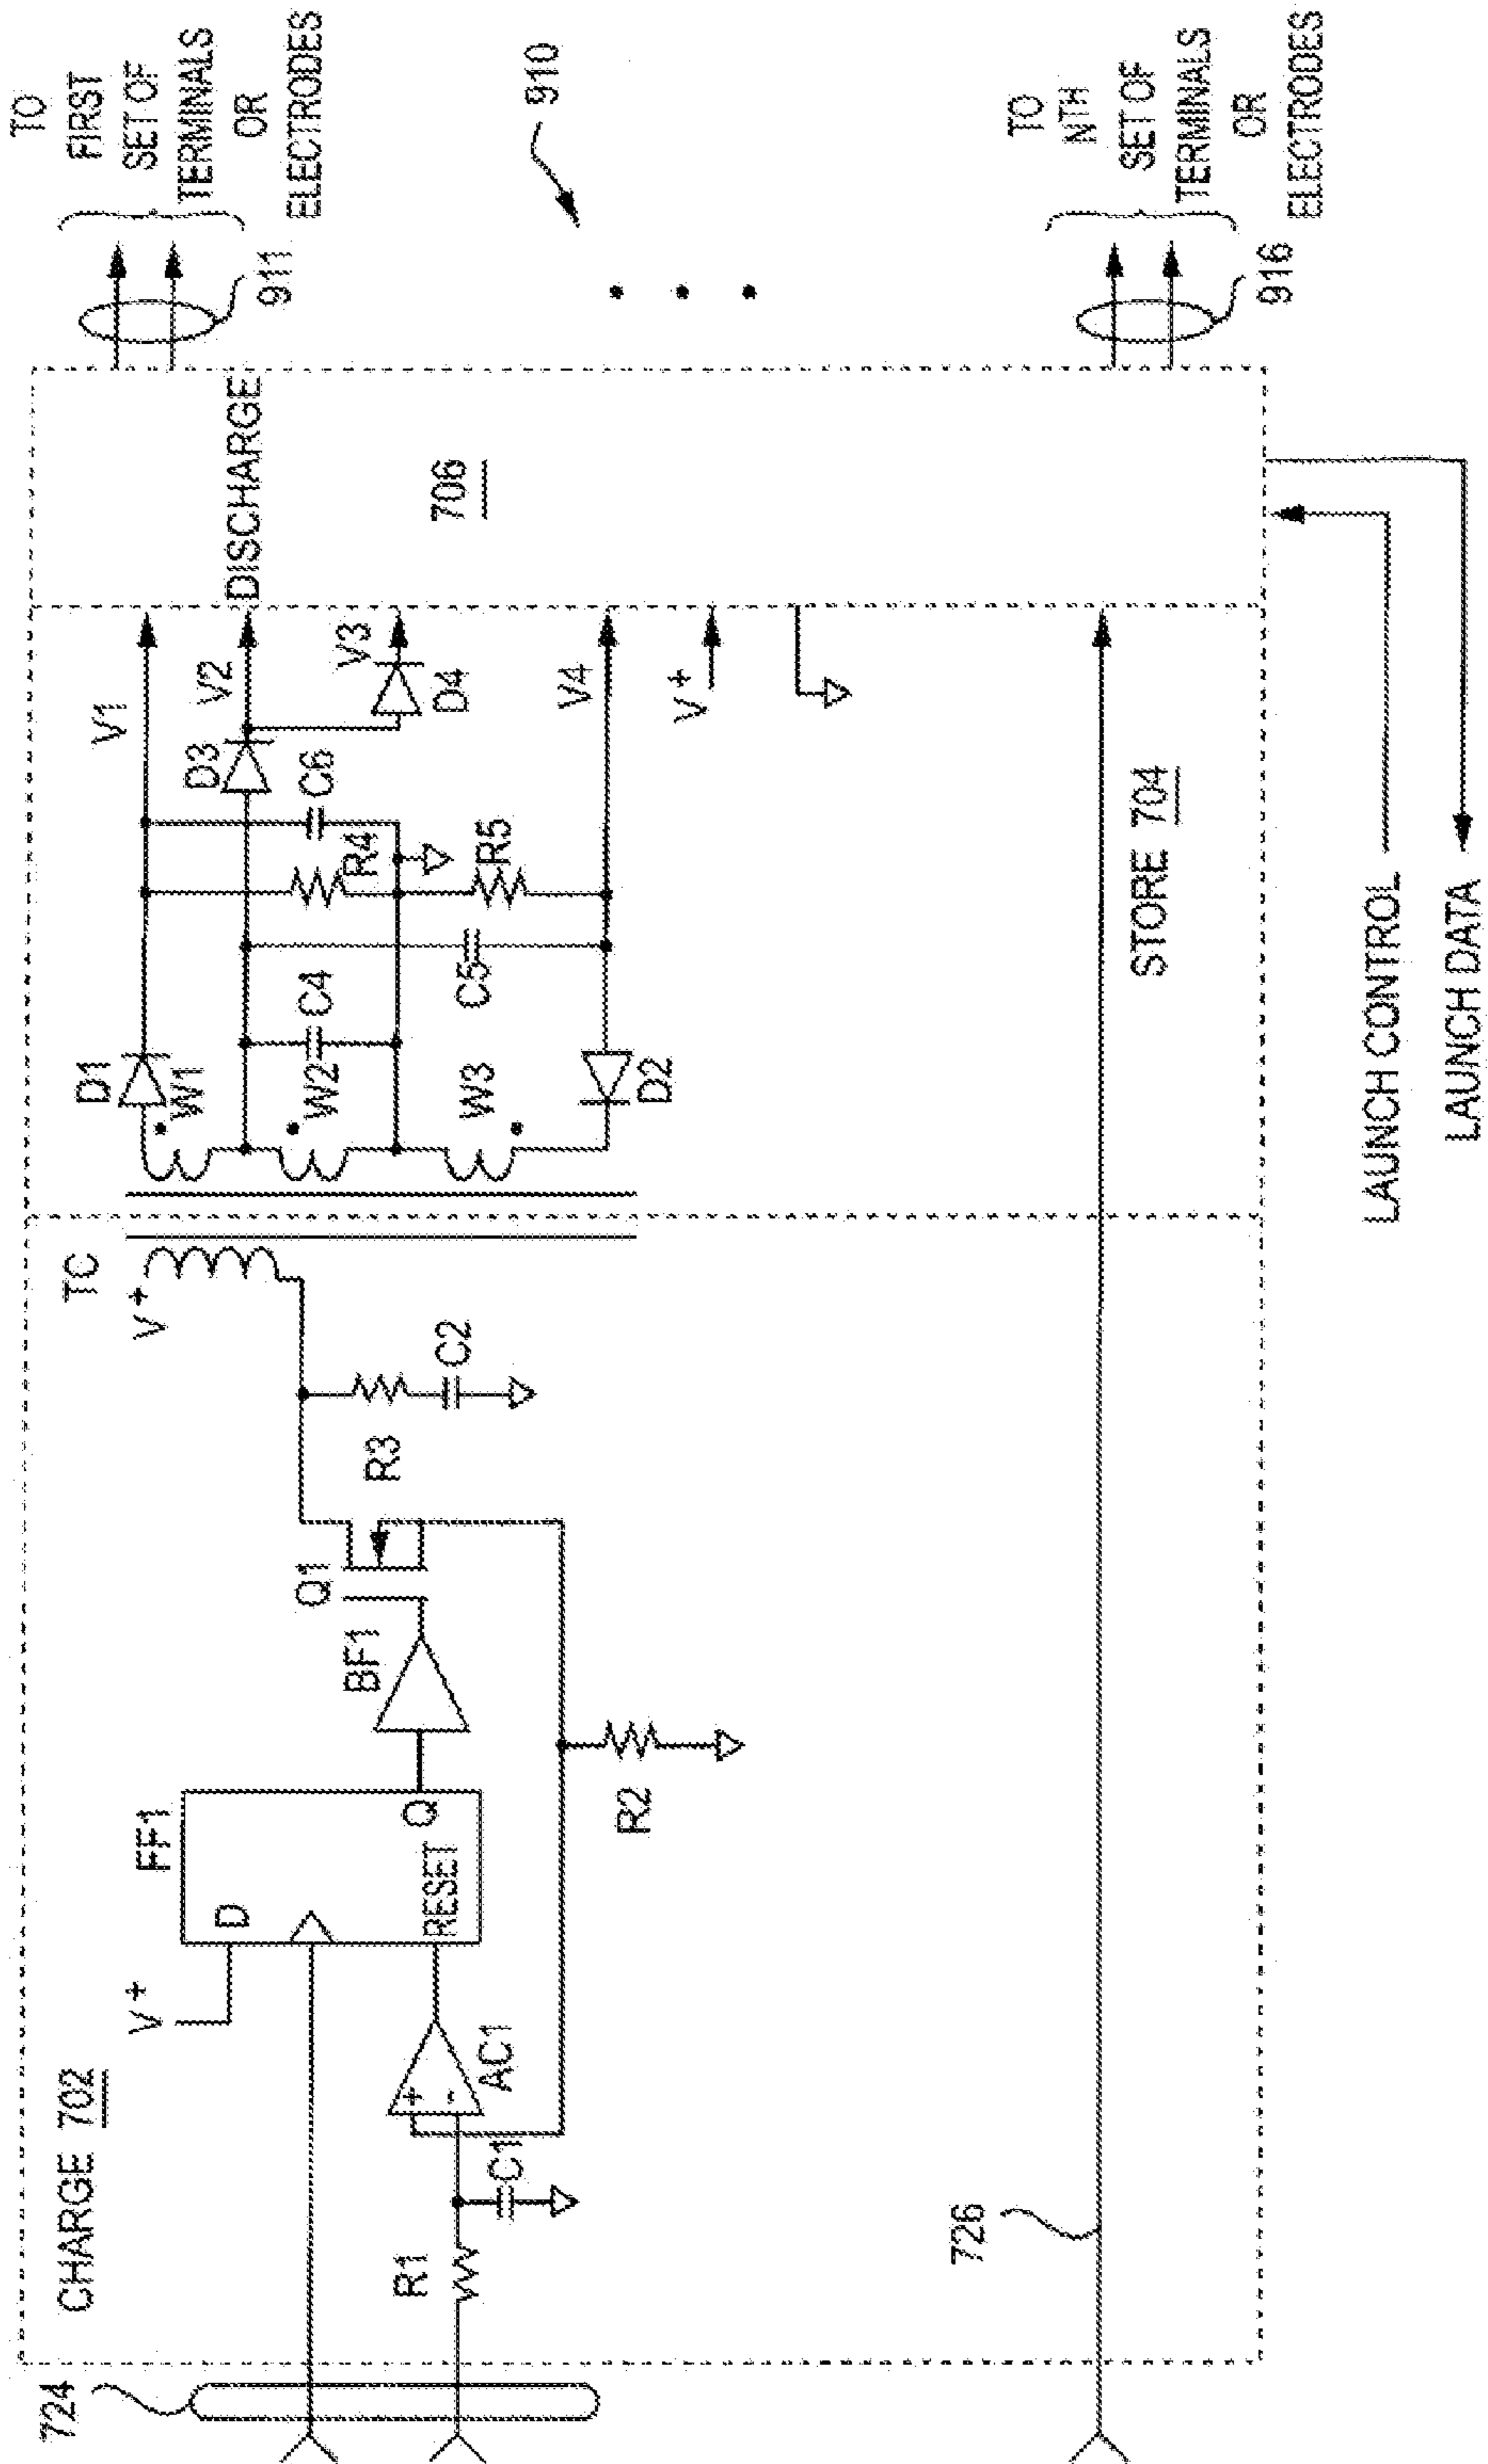 CHARGE 702
724
V+
D
FF1
Q
RESET
AC1
+
-
R1
C1
BF1
Q1
R2
R3
C2
TC
V+
D1
W1
W2
W3
D2
C4
C5
R4
R5
C6
D3
D4
V1
V2
V3
V4
V+
STORE 704
726
DISCHARGE
706
TO
FIRST
SET OF
TERMINALS
OR
ELECTRODES
911
910
TO
NTH
SET OF
TERMINALS
OR
ELECTRODES
916
LAUNCH CONTROL
LAUNCH DATA